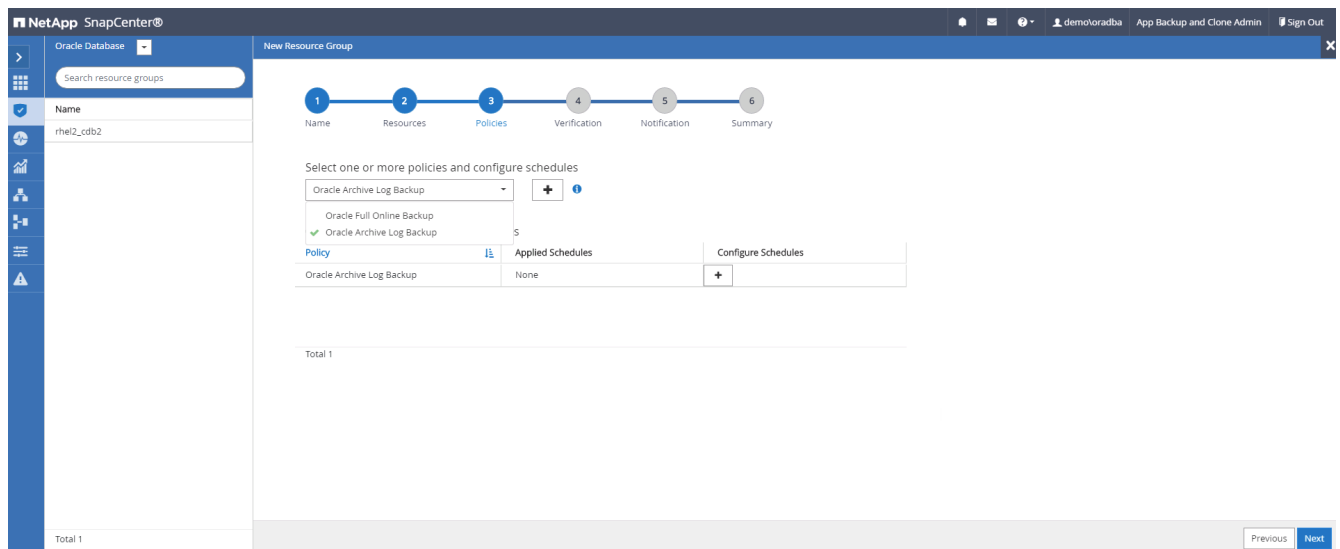 NetApp SnapCenter®
demo\oradba App Backup and Clone Admin Sign Out
Oracle Database
Search resource groups
Name
rhel2_cdb2
Total 1
New Resource Group
1 2 3 4 5 6
Name Resources Policies Verification Notification Summary
Select one or more policies and configure schedules
Oracle Archive Log Backup
Oracle Full Online Backup
Oracle Archive Log Backup
s
Policy Applied Schedules Configure Schedules
Oracle Archive Log Backup None
Total 1
Previous Next